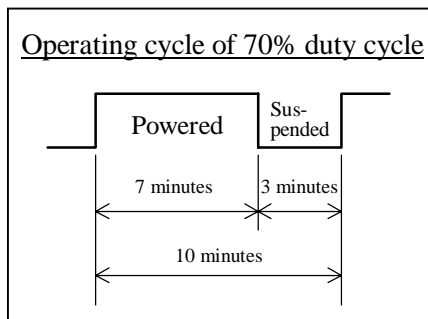 Operating cycle of 70% duty cycle
Powered
Sus-
pended
7 minutes
3 minutes
10 minutes